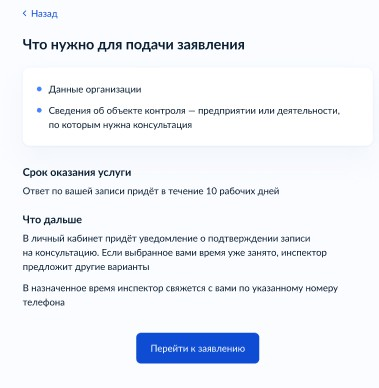 Назад
Что нужно для подачи заявления
Данные организации
Сведения об объекте контроля — предприятии или деятельности,
по которым нужна консультация
Срок оказания услуги
Ответ по вашей записи придёт в течение 10 рабочих дней
Что дальше
В личный кабинет придёт уведомление о подтверждении записи
на консультацию. Если выбранное вами время уже занято, инспектор
предложит другие варианты
В назначенное время инспектор свяжется с вами по указанному номеру
телефона
Перейти к заявлению